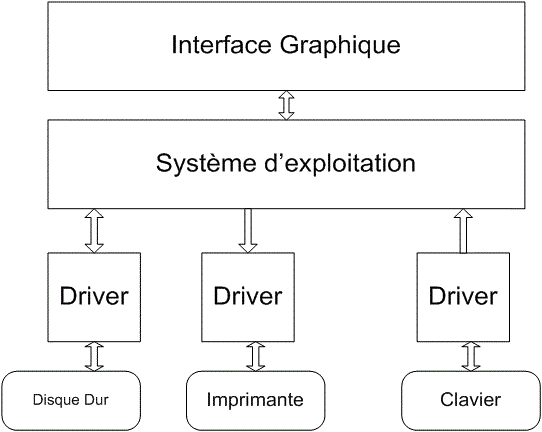 Interface Graphique
Système d'exploitation
Driver
Driver
Driver
Disque Dur
Imprimante
Clavier